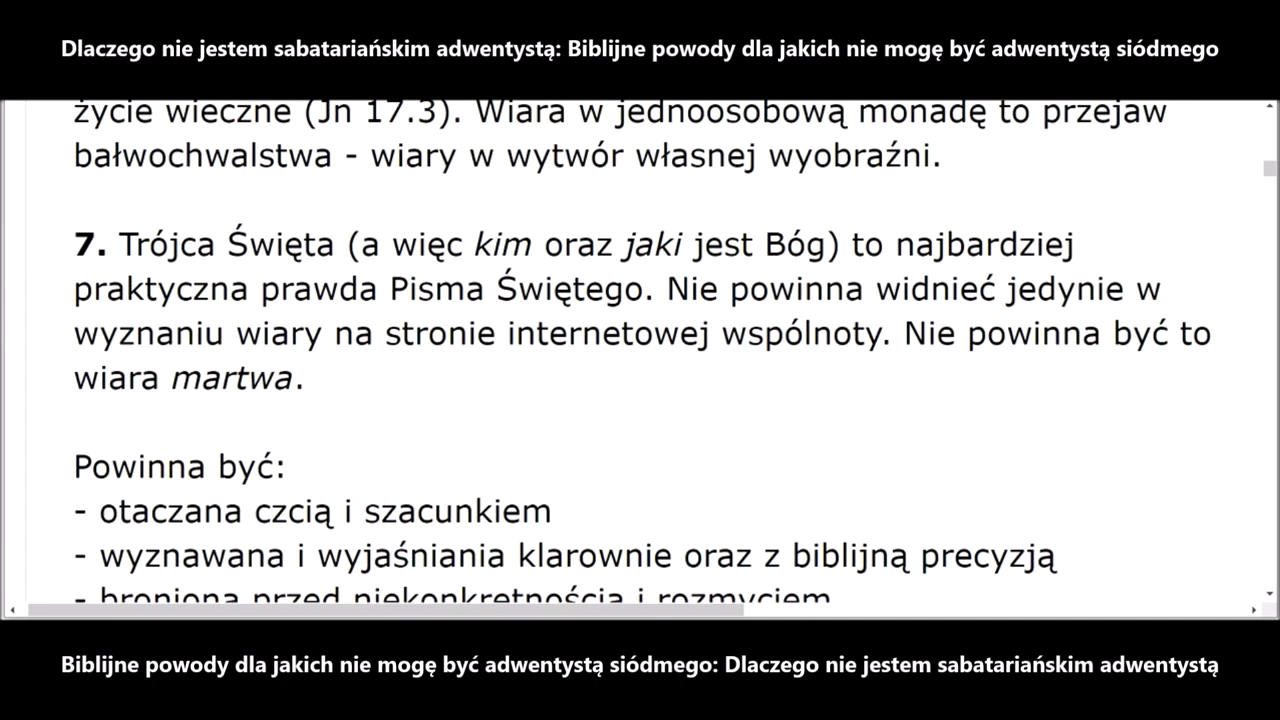 Dlaczego nie jestem sabatariańskim adwentystą: Biblijne powody dla jakich nie mogę być adwentystą siódmego
życie wieczne (Jn 17.3). Wiara w jednoosobową monadę to przejaw
bałwochwalstwa - wiary w wytwór własnej wyobraźni.
7. Trójca Święta (a więc kim oraz jaki jest Bóg) to najbardziej
praktyczna prawda Pisma Świętego. Nie powinna widnieć jedynie w
wyznaniu wiary na stronie internetowej wspólnoty. Nie powinna być to
wiara martwa.
Powinna być:
- otaczana czcią i szacunkiem
- wyznawana i wyjaśniania klarownie oraz z biblijną precyzją
- broniona przed niekonkretnością i rozmyciem
Biblijne powody dla jakich nie mogę być adwentystą siódmego: Dlaczego nie jestem sabatariańskim adwentystą